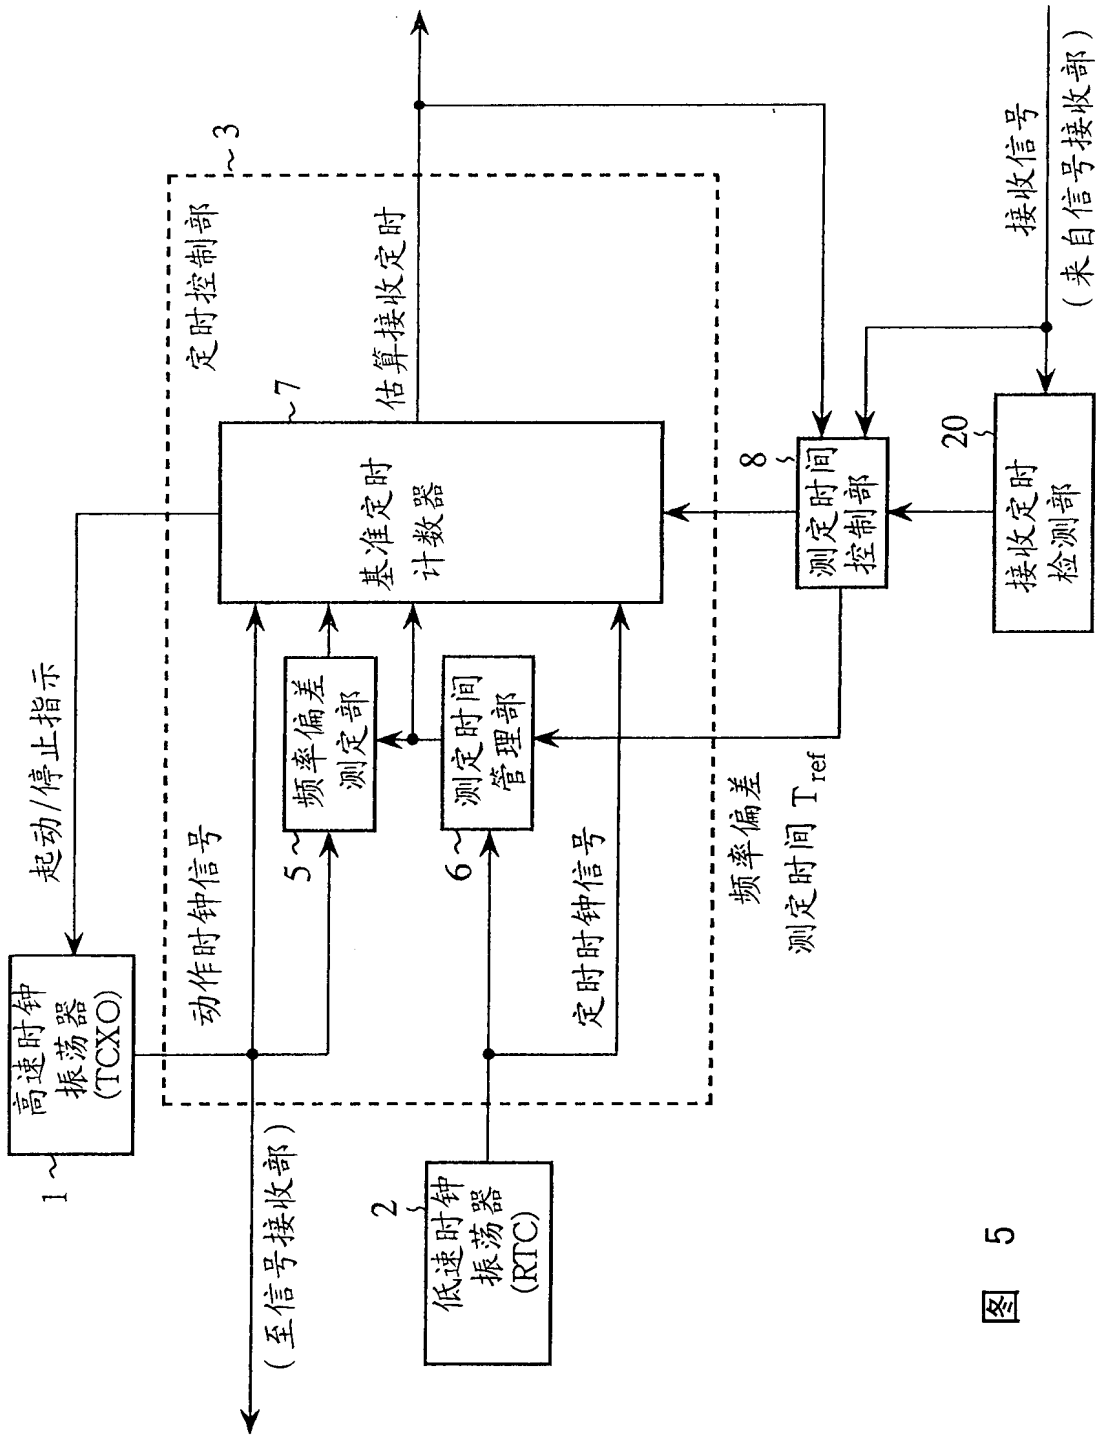 1
高速时钟
振荡器
(TCXO)
起动/停止指示
定时控制部
3
(至信号接收部)
动作时钟信号
5
频率偏差
测定部
7
基准定时
计数器
估算接收定时
2
低速时钟
振荡器
(RTC)
6
测定时间
管理部
定时时钟信号
频率偏差
测定时间 Tref
8
测定时间
控制部
20
接收定时
检测部
接收信号
(来自信号接收部)
图 5